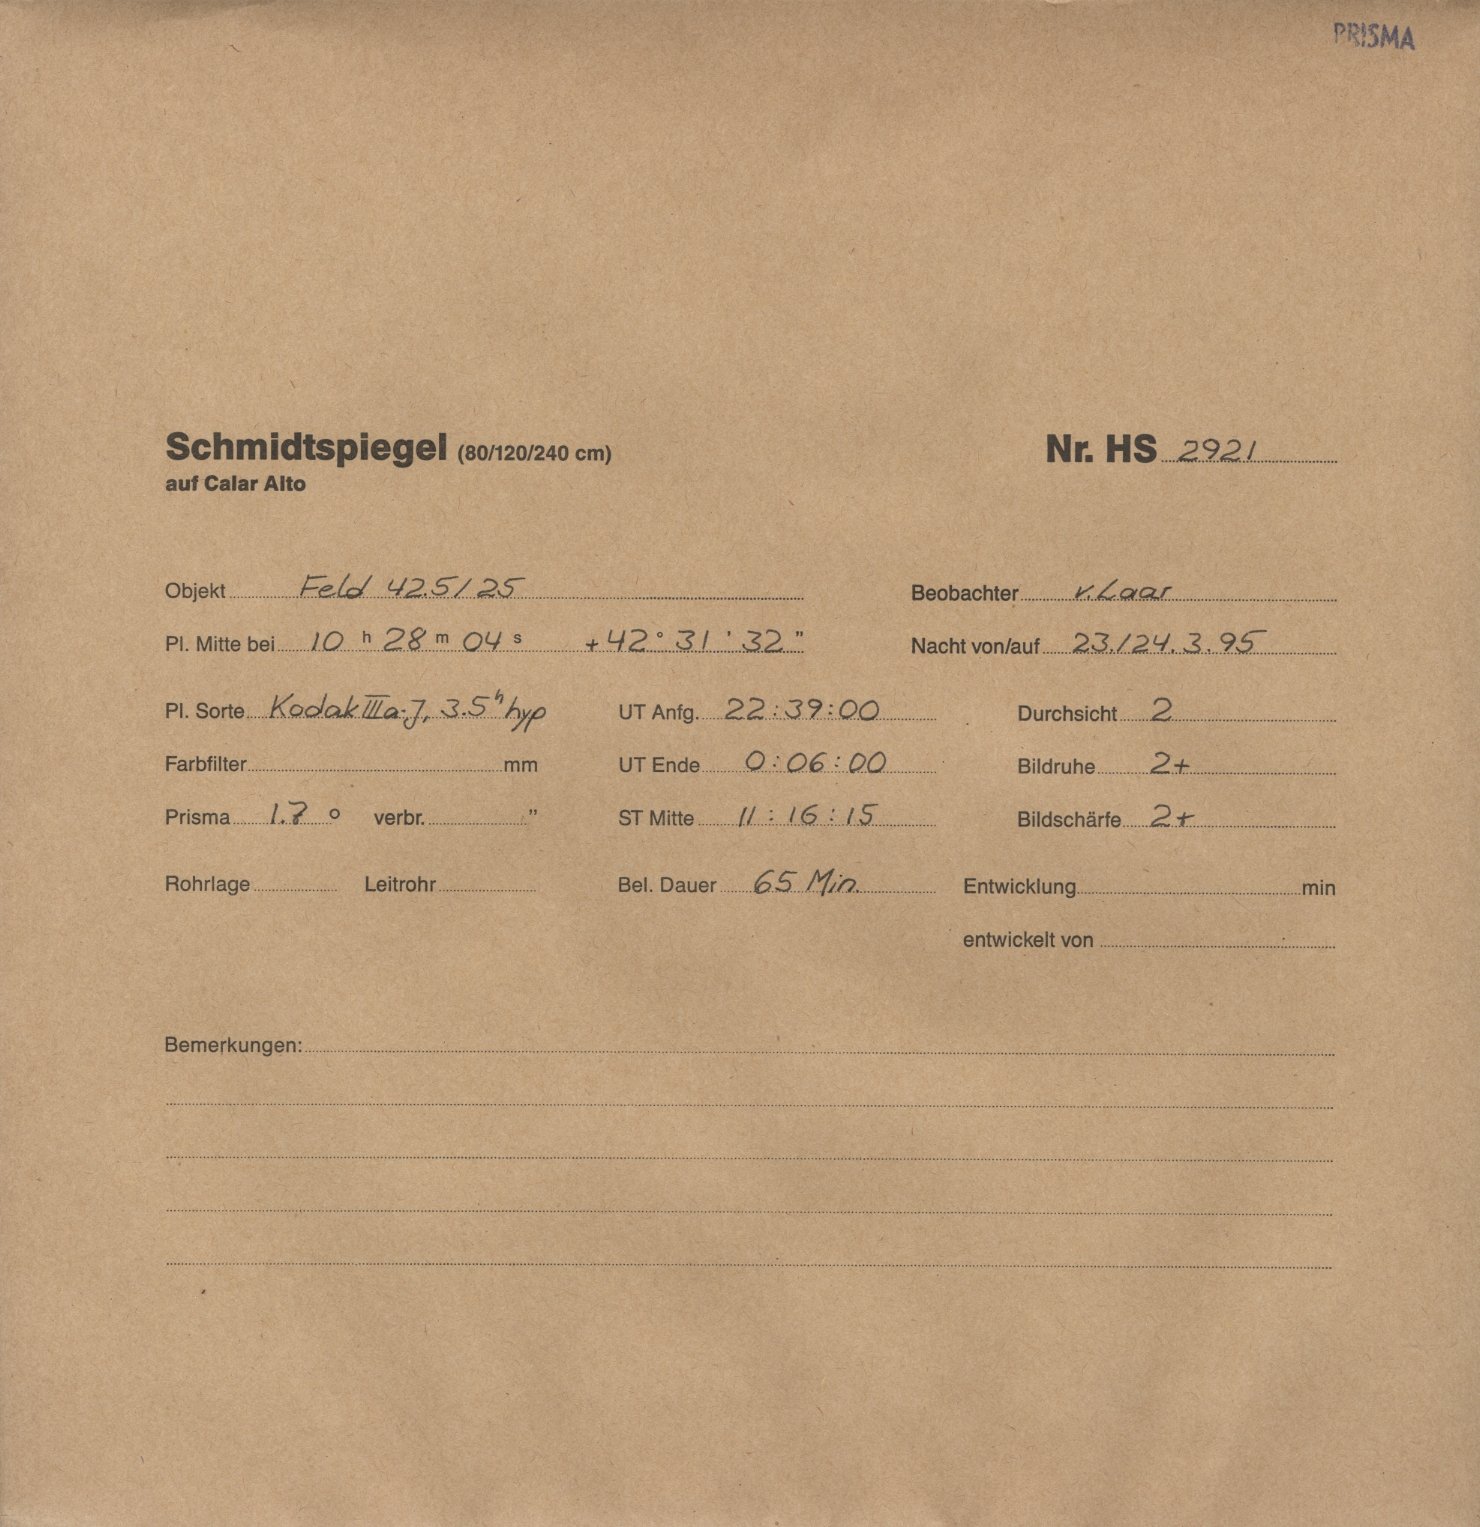 PRISMA
Schmidtspiegel (80/120/240 cm) Nr. HS 2921
auf Calar Alto
Objekt Feld 42.5/25 Beobachter v. Laar
Pl. Mitte bei 10 h 28 m 04 s +42° 31' 32" Nacht von/auf 23./24.3.95
Pl. Sorte Kodak IIIa-J, 3.5h hyp UT Anfg. 22:39:00 Durchsicht 2
Farbfilter mm UT Ende 0:06:00 Bildruhe 2+
Prisma 1.7° verbr. " ST Mitte 11:16:15 Bildschärfe 2+
Rohrlage Leitrohr Bel. Dauer 65 Min. Entwicklung min
entwickelt von
Bemerkungen: